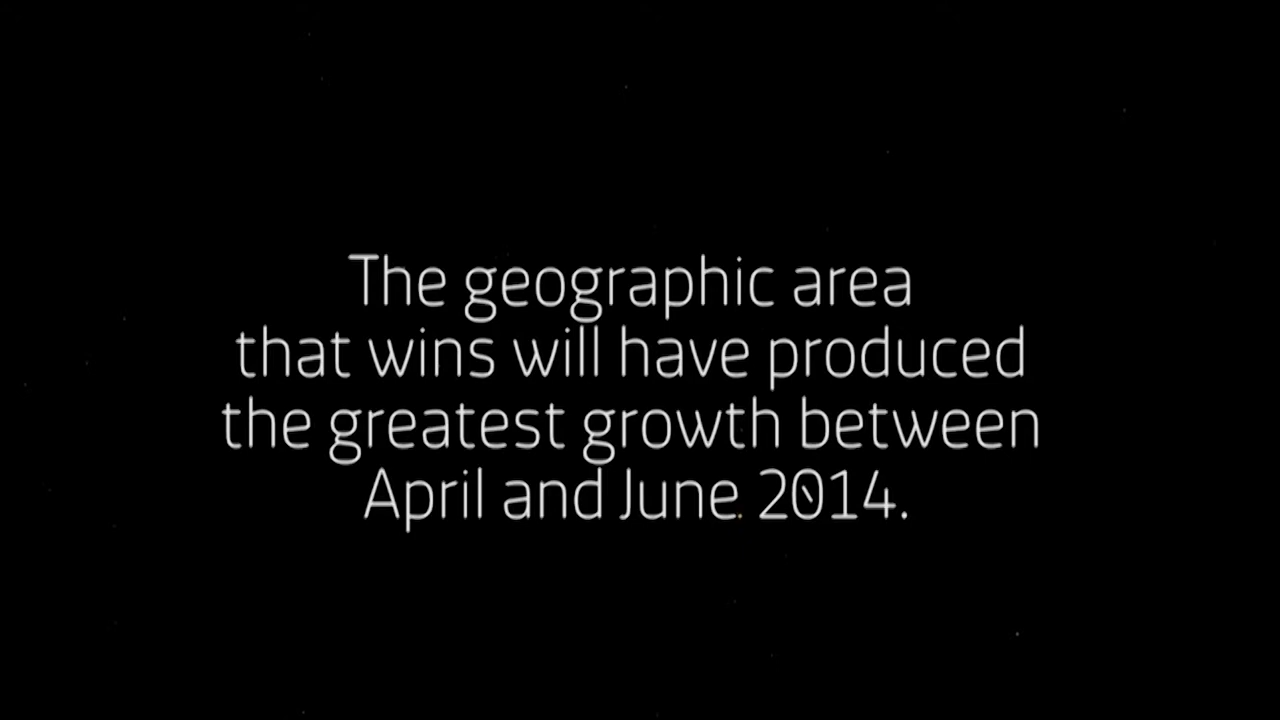 The geographic area
that wins will have produced
the greatest growth between
April and June 2014.